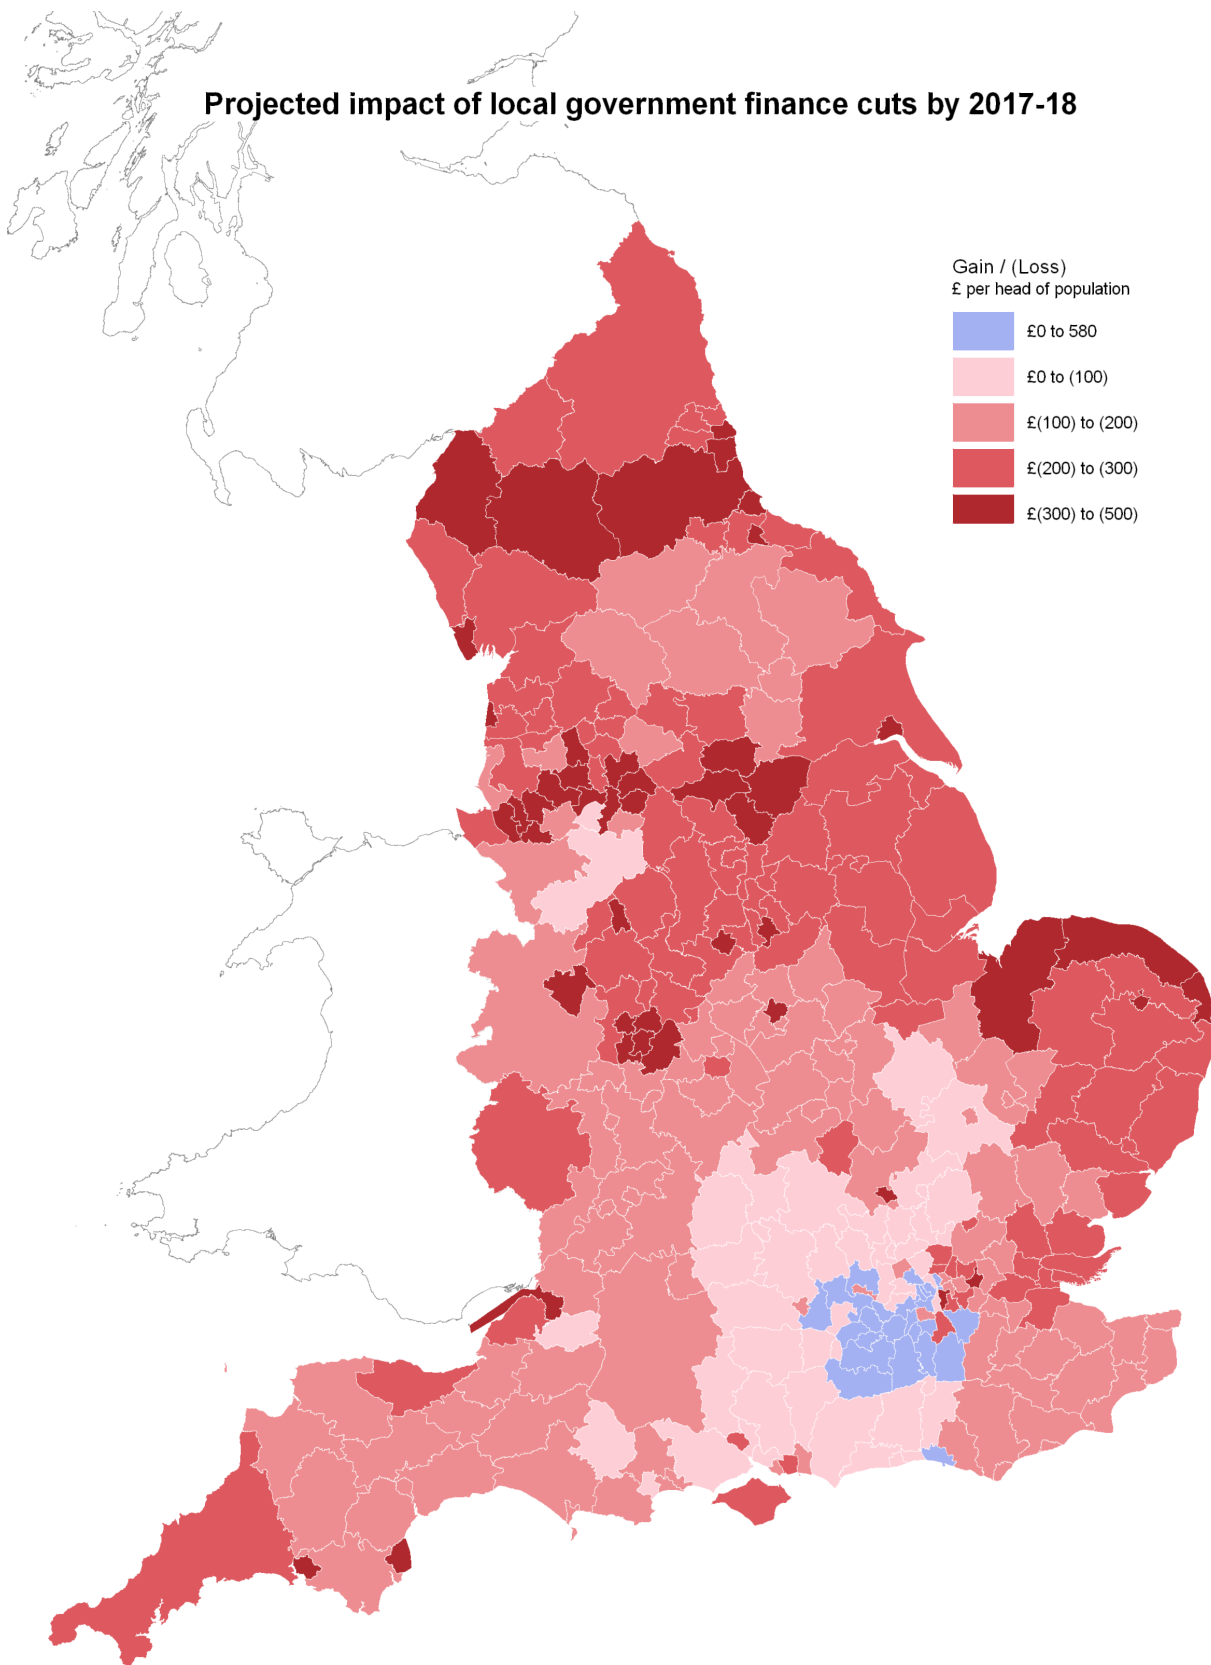 Projected impact of local government finance cuts by 2017-18
Gain / (Loss)
£ per head of population
£0 to 580
£0 to (100)
£(100) to (200)
£(200) to (300)
£(300) to (500)